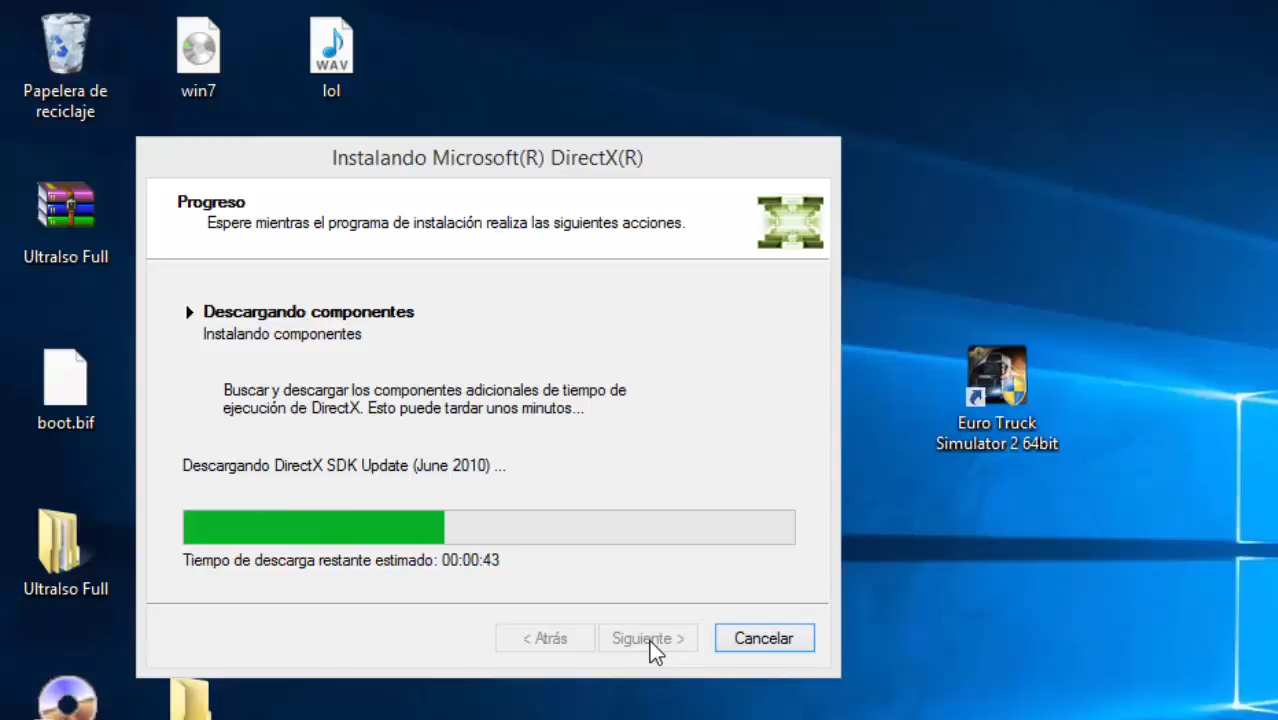 Papelera de
reciclaje
win7
WAV
lol
Instalando Microsoft(R) DirectX(R)
Progreso
Espere mientras el programa de instalación realiza las siguientes acciones.
UltraIso Full
Descargando componentes
Instalando componentes
Buscar y descargar los componentes adicionales de tiempo de
ejecución de DirectX. Esto puede tardar unos minutos...
boot.bif
Euro Truck
Simulator 2 64bit
Descargando DirectX SDK Update (June 2010) ...
Tiempo de descarga restante estimado: 00:00:43
UltraIso Full
< Atrás
Siguiente >
Cancelar